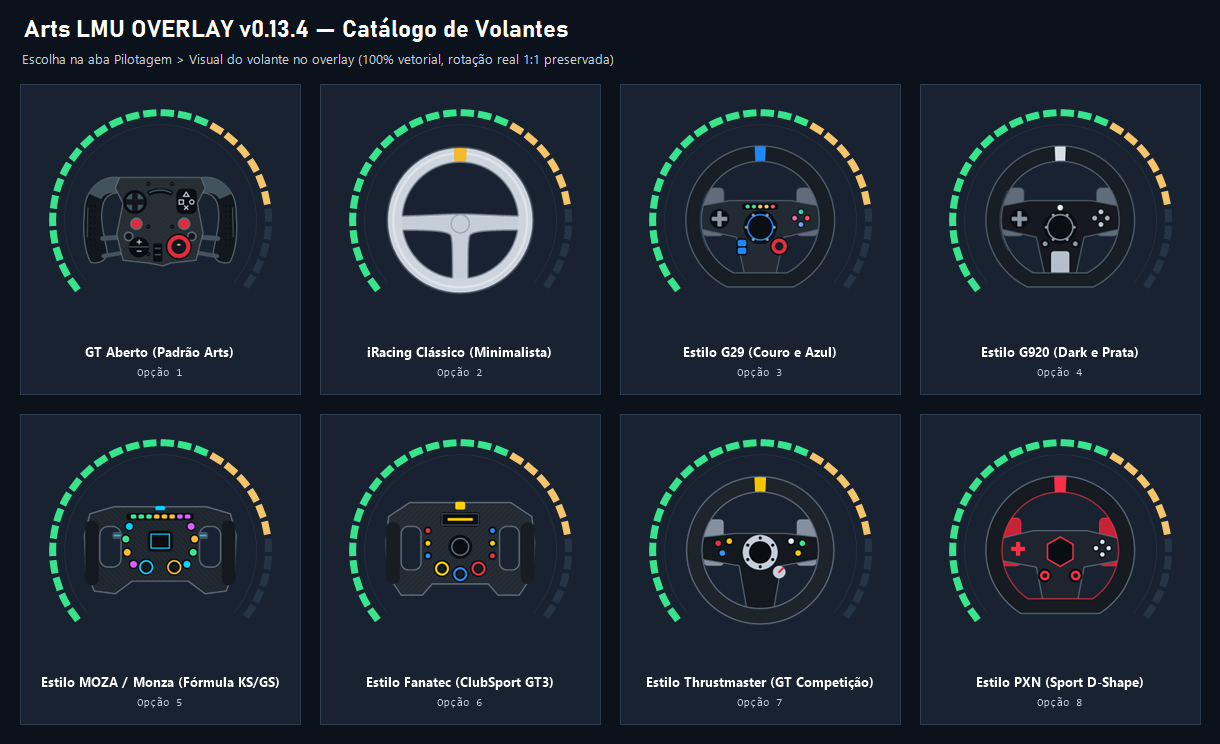 Arts LMU OVERLAY v0.13.4 — Catálogo de Volantes
Escolha na aba Pilotagem > Visual do volante no overlay (100% vetorial, rotação real 1:1 preservada)
GT Aberto (Padrão Arts)
Opção 1
iRacing Clássico (Minimalista)
Opção 2
Estilo G29 (Couro e Azul)
Opção 3
Estilo G920 (Dark e Prata)
Opção 4
Estilo MOZA / Monza (Fórmula KS/GS)
Opção 5
Estilo Fanatec (ClubSport GT3)
Opção 6
Estilo Thrustmaster (GT Competição)
Opção 7
Estilo PXN (Sport D-Shape)
Opção 8